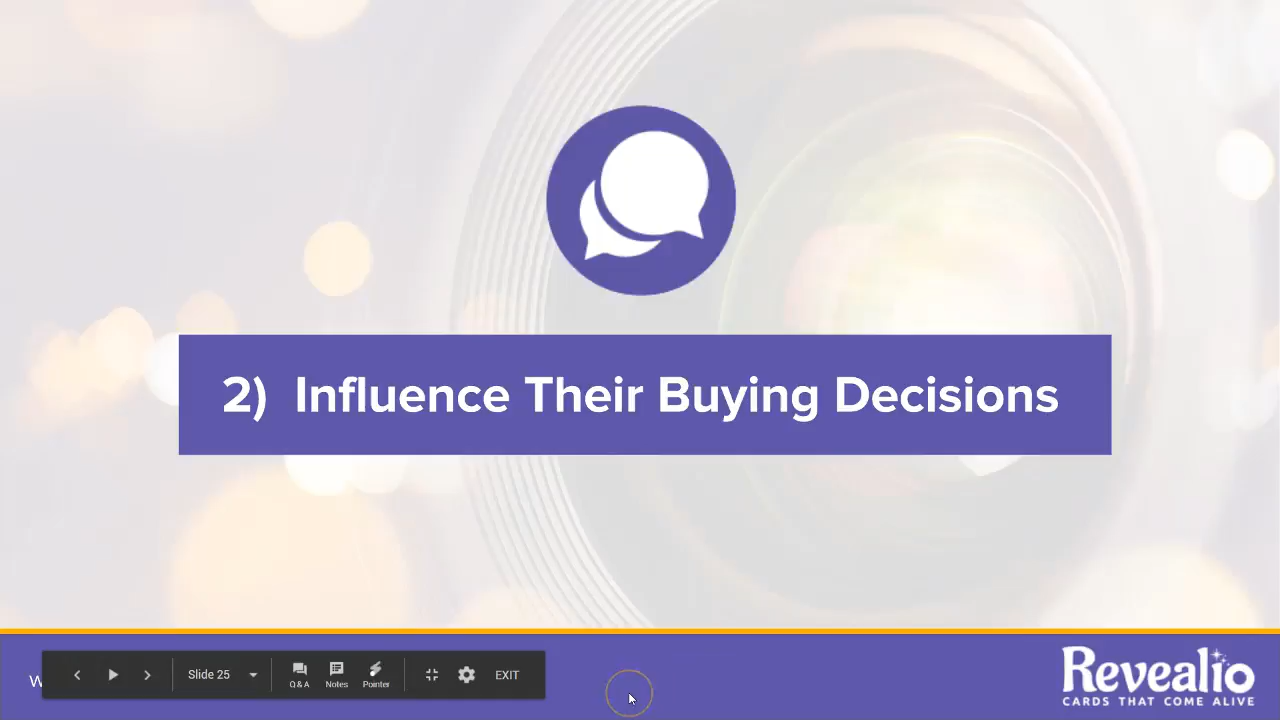 2) Influence Their Buying Decisions
W
Slide 25
Q & A
Notes
Pointer
EXIT
Revealio
CARDS THAT COME ALIVE